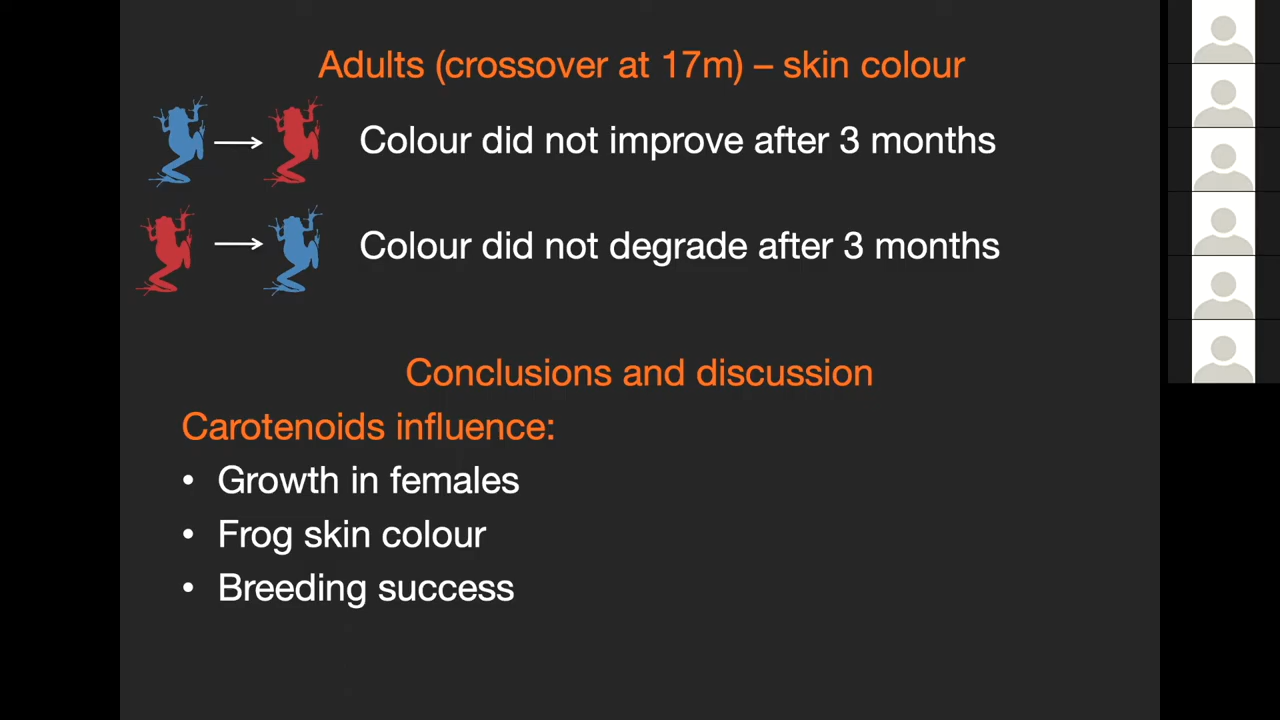 Adults (crossover at 17m) – skin colour
Colour did not improve after 3 months
Colour did not degrade after 3 months
Conclusions and discussion
Carotenoids influence:
• Growth in females
• Frog skin colour
• Breeding success